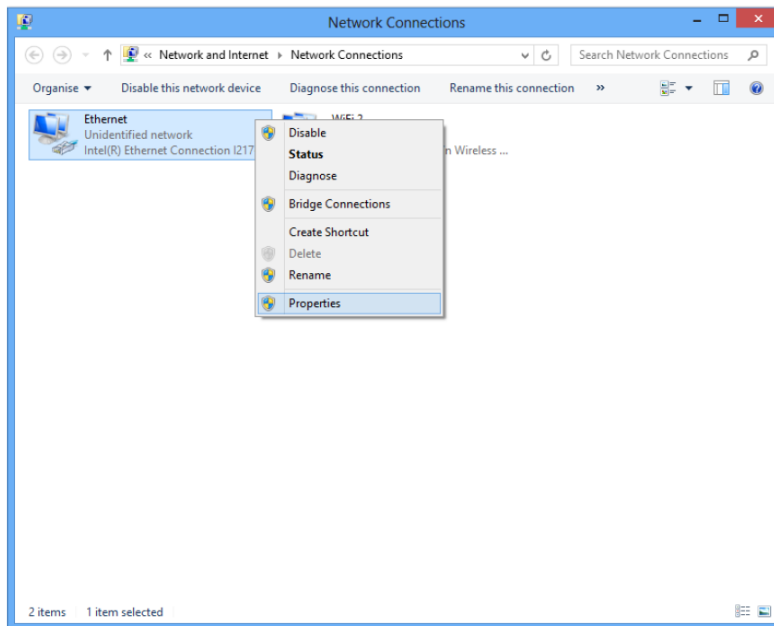 Network Connections
« Network and Internet Network Connections
Search Network Connections
Organise Disable this network device Diagnose this connection Rename this connection »
Ethernet
Unidentified network
Intel(R) Ethernet Connection I217
WiFi 2
n Wireless ...
Disable
Status
Diagnose
Bridge Connections
Create Shortcut
Delete
Rename
Properties
2 items 1 item selected